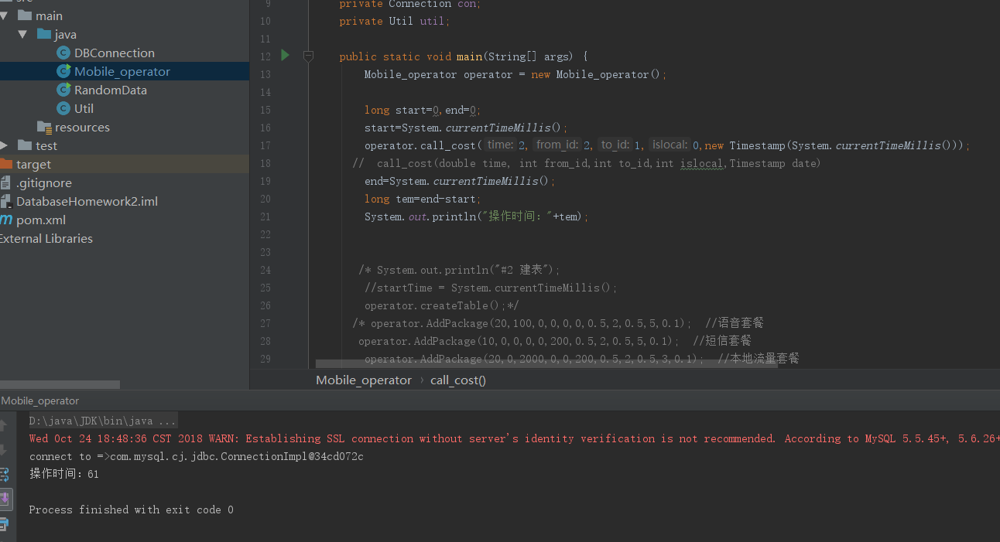 main
java
DBConnection
Mobile_operator
RandomData
Util
resources
test
target
.gitignore
DatabaseHomework2.iml
pom.xml
External Libraries
9 private Connection con;
10 private Util util;
11
12 public static void main(String[] args) {
13 Mobile_operator operator = new Mobile_operator();
14
15 long start=0,end=0;
16 start=System.currentTimeMillis();
17 operator.call_cost( time: 2, from_id: 2, to_id: 1, islocal: 0,new Timestamp(System.currentTimeMillis()));
18 // call_cost(double time, int from_id,int to_id,int islocal,Timestamp date)
19 end=System.currentTimeMillis();
20 long tem=end-start;
21 System.out.println("操作时间："+tem);
22
23
24 /* System.out.println("#2 建表");
25 //startTime = System.currentTimeMillis();
26 operator.createTable();*/
27 /* operator.AddPackage(20,100,0,0,0,0,0.5,2,0.5,5,0.1); //语音套餐
28 operator.AddPackage(10,0,0,0,0,200,0.5,2,0.5,5,0.1); //短信套餐
29 operator.AddPackage(20,0,2000,0,0,200,0.5,2,0.5,3,0.1); //本地流量套餐
Mobile_operator › call_cost()
Mobile_operator
D:\java\JDK\bin\java ...
Wed Oct 24 18:48:36 CST 2018 WARN: Establishing SSL connection without server's identity verification is not recommended. According to MySQL 5.5.45+, 5.6.26+
connect to =>com.mysql.cj.jdbc.ConnectionImpl@34cd072c
操作时间：61
Process finished with exit code 0